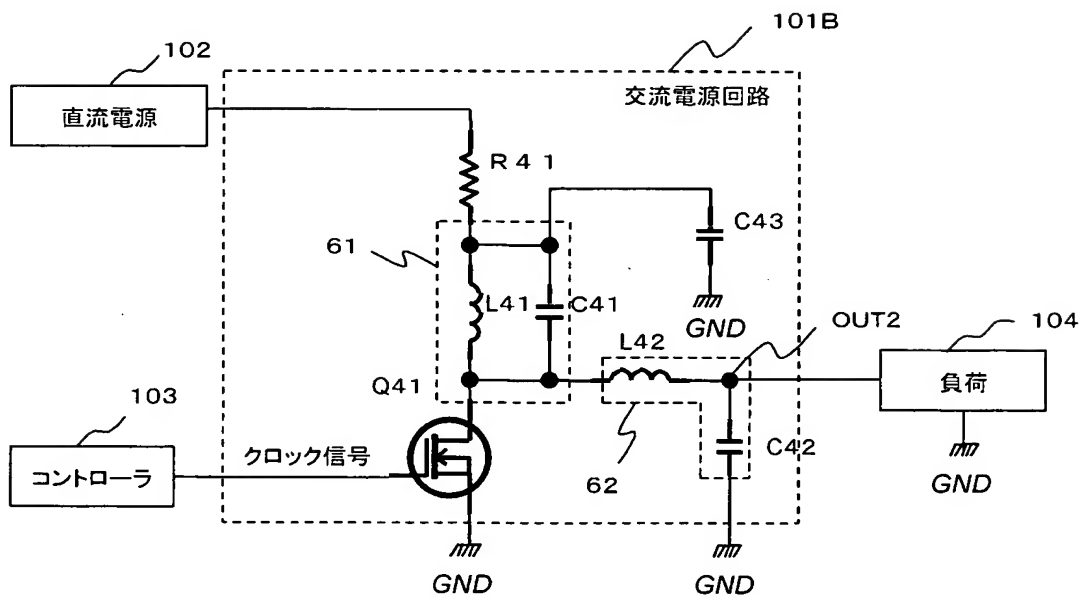 101B
102
交流電源回路
直流電源
R41
C43
61
L41
C41
GND
OUT2
104
L42
Q41
負荷
103
クロック信号
C42
コントローラ
62
GND
GND
GND